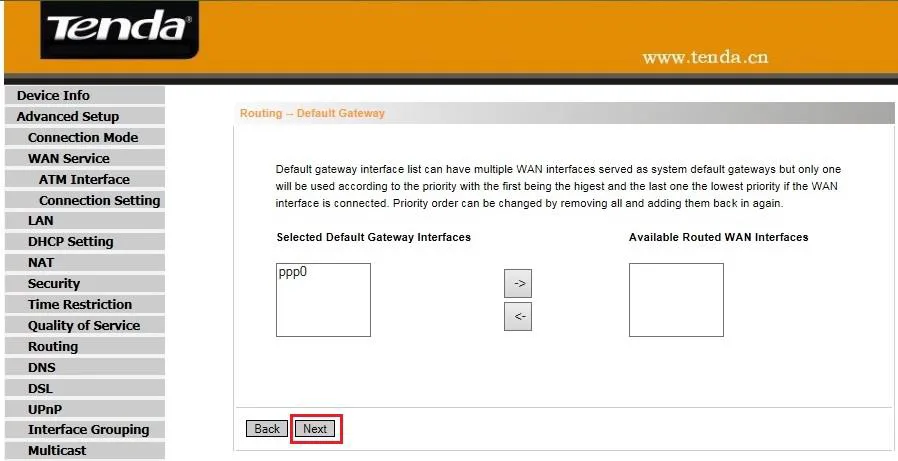 Tenda®
www.tenda.cn
Device Info
Advanced Setup
Connection Mode
WAN Service
ATM Interface
Connection Setting
LAN
DHCP Setting
NAT
Security
Time Restriction
Quality of Service
Routing
DNS
DSL
UPnP
Interface Grouping
Multicast
Routing -- Default Gateway
Default gateway interface list can have multiple WAN interfaces served as system default gateways but only one
will be used according to the priority with the first being the higest and the last one the lowest priority if the WAN
interface is connected. Priority order can be changed by removing all and adding them back in again.
Selected Default Gateway Interfaces
Available Routed WAN Interfaces
ppp0
->
<-
Back
Next